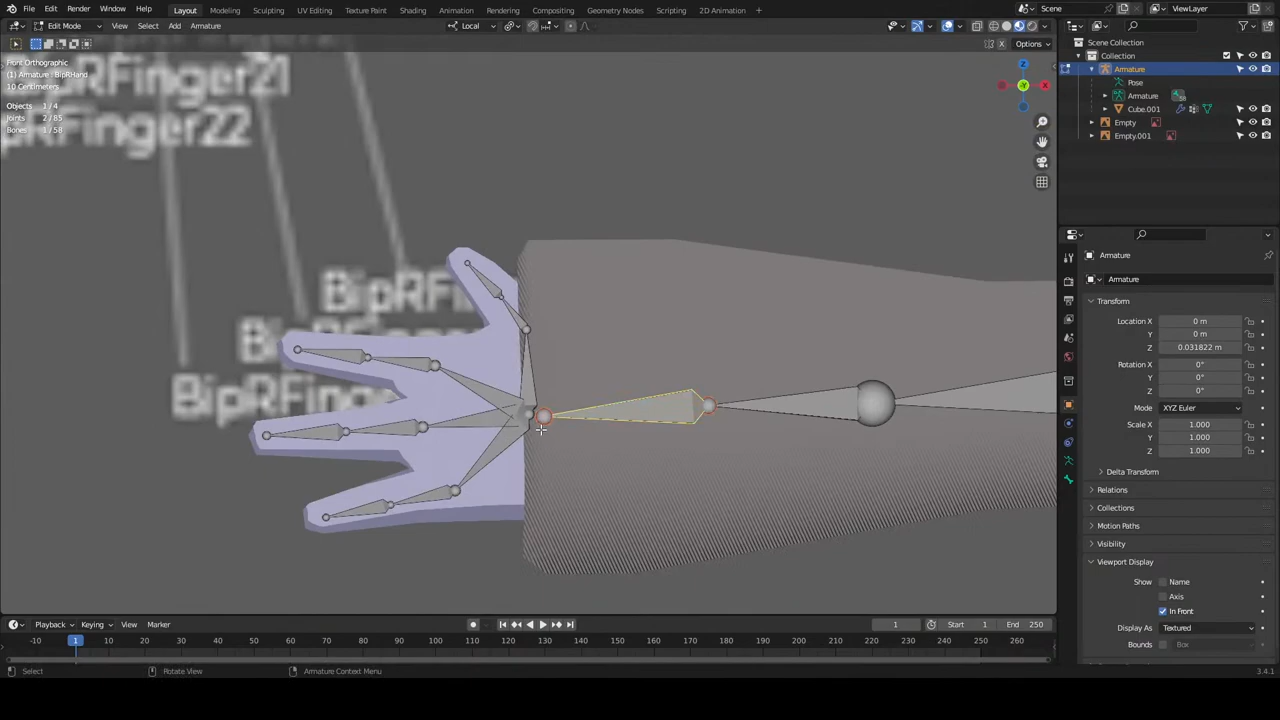 File Edit Render Window Help Layout Modeling Sculpting UV Editing Texture Paint Shading Animation Rendering Compositing Geometry Nodes Scripting 2D Animation + Scene ViewLayer
Edit Mode View Select Add Armature Local
Options
Front Orthographic
(1) Armature : BipRHand
10 Centimeters
Objects 1/4
Joints 2/85
Bones 1/58
pRFinger21
pRFinger22
BipRFi
BipRFinge
X
Z
-Y
X
Scene Collection
Collection
Armature
Pose
Armature 58
Cube.001
Empty
Empty.001
Armature
Armature
Transform
Location X 0 m
Y 0 m
Z 0.031822 m
Rotation X 0°
Y 0°
Z 0°
Mode XYZ Euler
Scale X 1.000
Y 1.000
Z 1.000
Delta Transform
Relations
Collections
Motion Paths
Visibility
Viewport Display
Show Name
Axis
In Front
Display As Textured
Bounds Box
Playback Keying View Marker 1 Start 1 End 250
-10 1 10 20 30 40 50 60 70 80 90 100 110 120 130 140 150 160 170 180 190 200 210 220 230 240 250 260
Select Rotate View Armature Context Menu 3.4.1